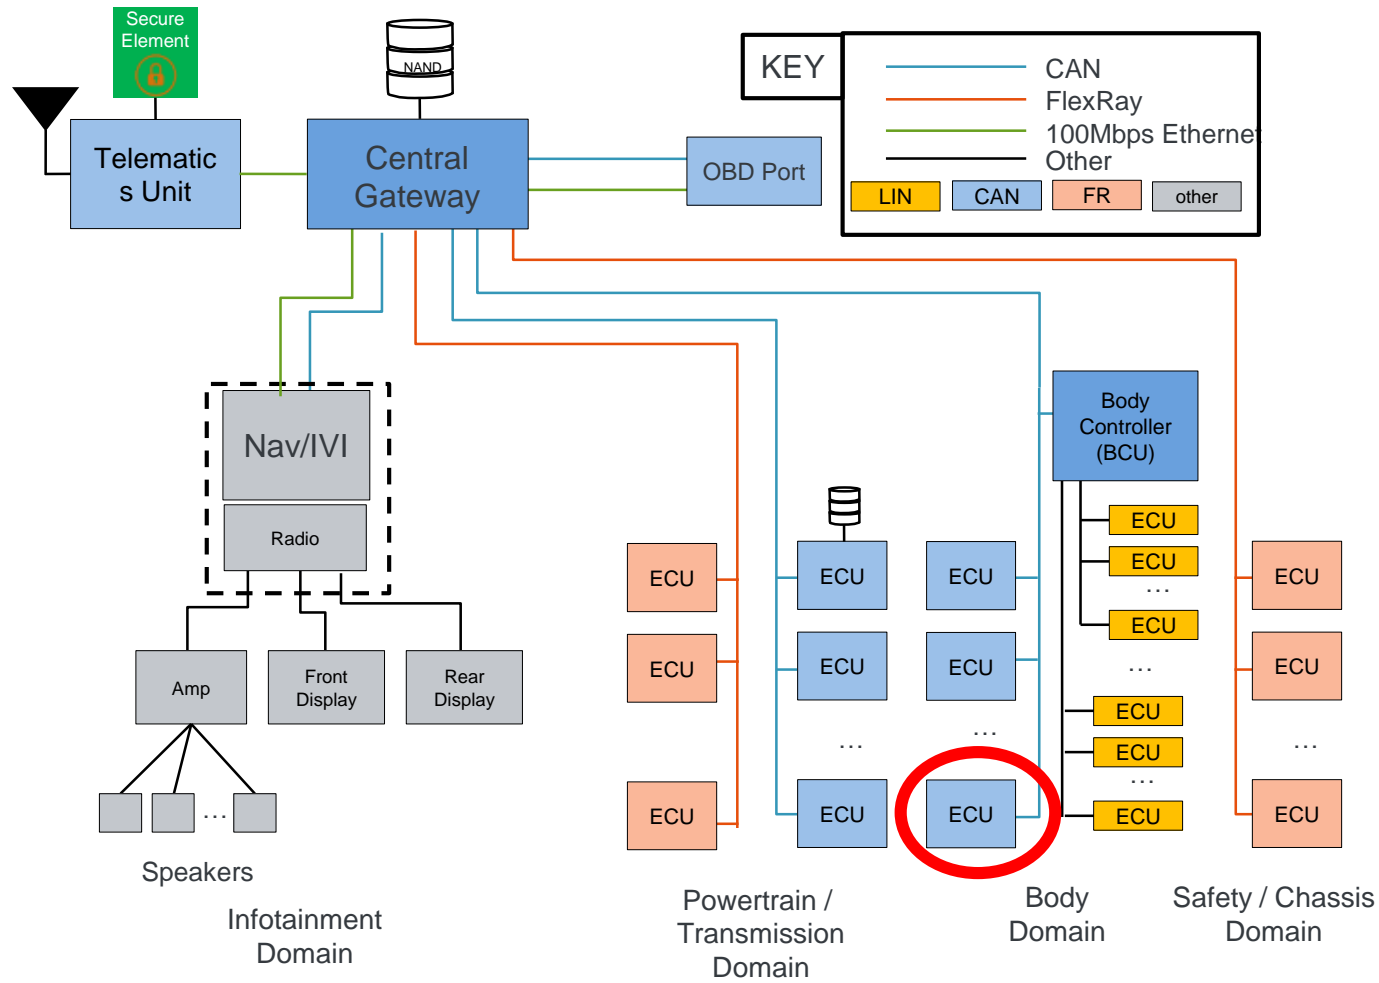 Secure
Element
NAND
KEY
CAN
FlexRay
100Mbps Ethernet
Other
LIN
CAN
FR
other
Telematic
s Unit
Central
Gateway
OBD Port
Nav/IVI
Radio
Body
Controller
(BCU)
ECU
ECU
...
ECU
...
ECU
ECU
...
ECU
ECU
ECU
ECU
ECU
ECU
...
ECU
ECU
ECU
...
ECU
ECU
ECU
...
ECU
Amp
Front
Display
Rear
Display
...
Speakers
Infotainment
Domain
Powertrain /
Transmission
Domain
Body
Domain
Safety / Chassis
Domain